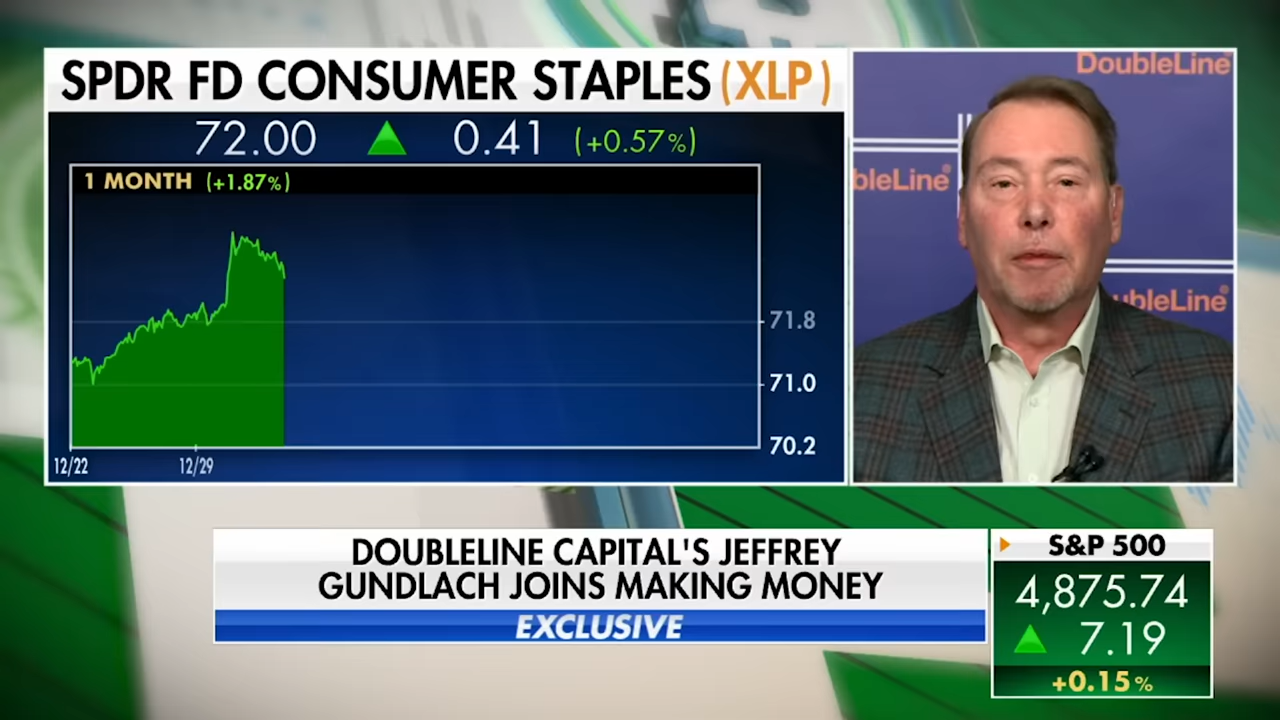 SPDR FD CONSUMER STAPLES (XLP)
72.00 ▲ 0.41 (+0.57%)
1 MONTH (+1.87%)
71.8
71.0
70.2
12/22 12/29
DoubleLine
bleLine®
ubleLine®
DOUBLELINE CAPITAL'S JEFFREY
GUNDLACH JOINS MAKING MONEY
EXCLUSIVE
S&P 500
4,875.74
▲ 7.19
+0.15%